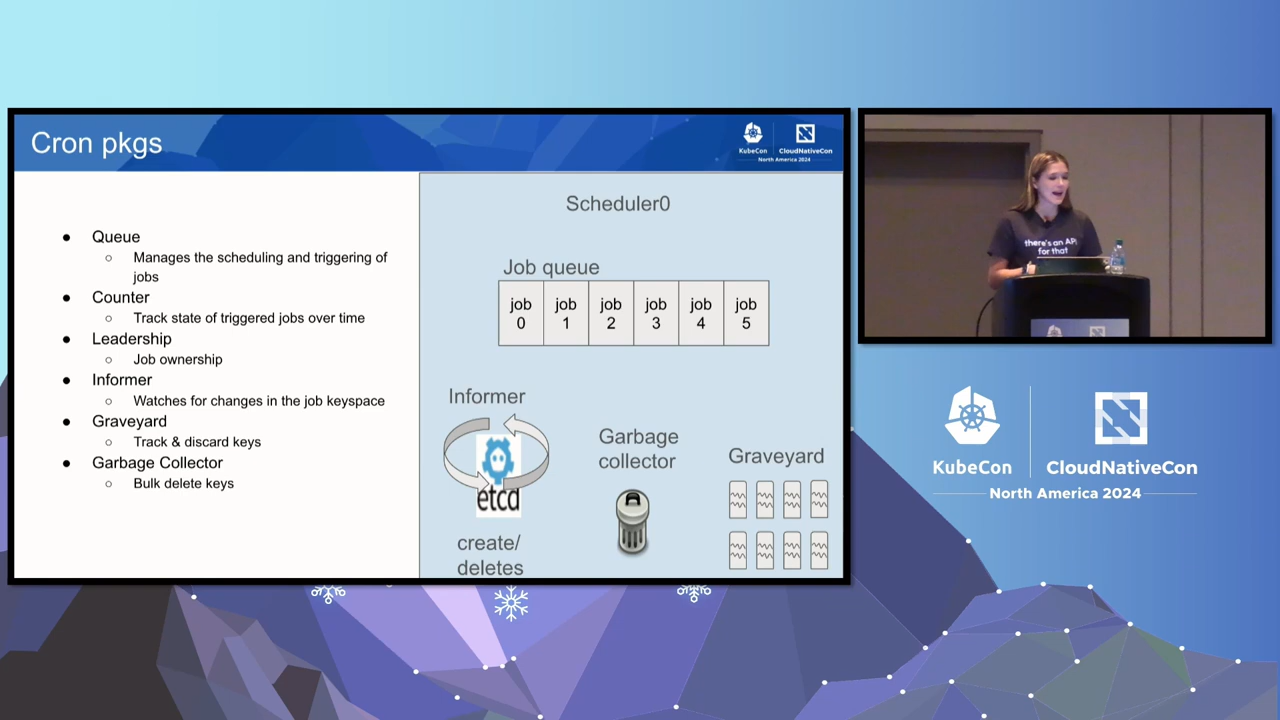 Cron pkgs
KubeCon
CloudNativeCon
North America 2024
● Queue
○ Manages the scheduling and triggering of
jobs
● Counter
○ Track state of triggered jobs over time
● Leadership
○ Job ownership
● Informer
○ Watches for changes in the job keyspace
● Graveyard
○ Track & discard keys
● Garbage Collector
○ Bulk delete keys
Scheduler0
Job queue
job 0
job 1
job 2
job 3
job 4
job 5
Informer
etcd
create/
deletes
Garbage
collector
Graveyard
there's an API
for that
KubeCon
CloudNativeCon
North America 2024